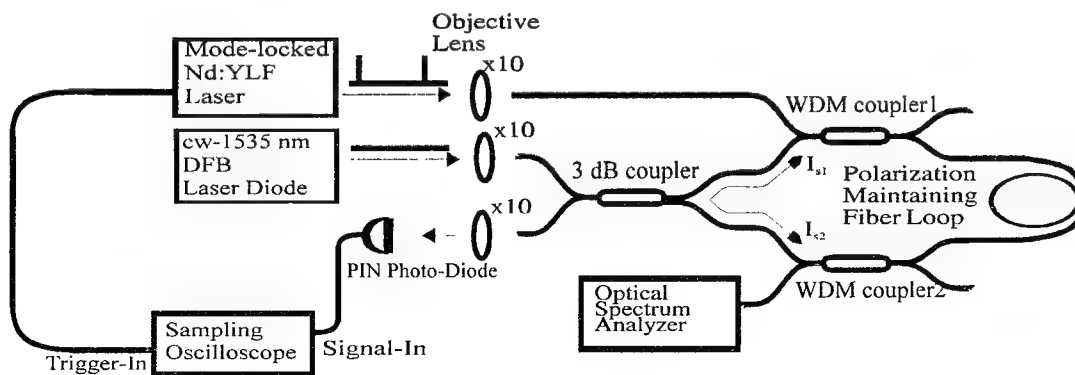 Mode-locked
Nd:YLF
Laser
Objective
Lens
x10
cw-1535 nm
DFB
Laser Diode
x10
3 dB coupler
WDM coupler1
Is1
Polarization
Maintaining
Fiber Loop
x10
Is2
PIN Photo-Diode
WDM coupler2
Optical
Spectrum
Analyzer
Sampling
Oscilloscope
Trigger-In
Signal-In